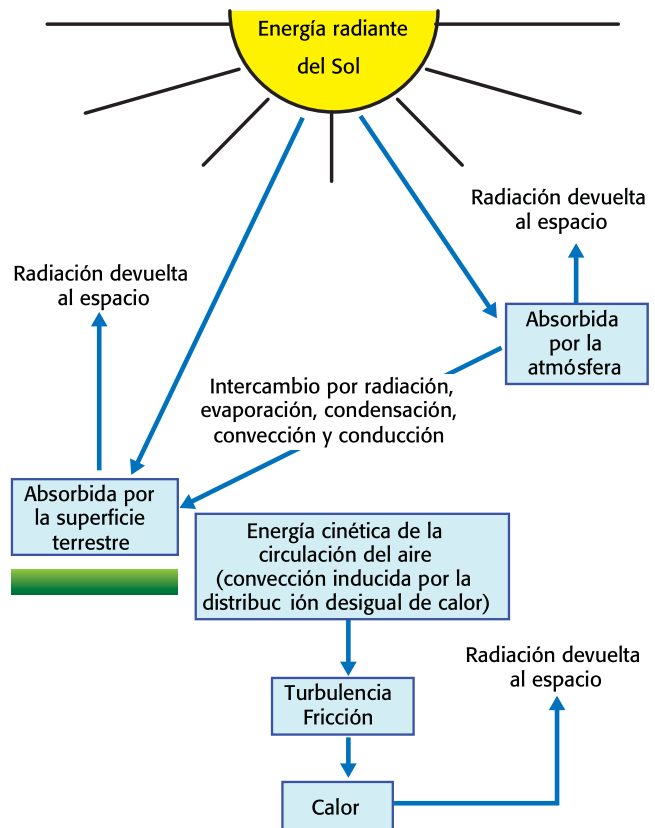 Energía radiante
del Sol
Radiación devuelta
al espacio
Radiación devuelta
al espacio
Absorbida
por la
atmósfera
Intercambio por radiación,
evaporación, condensación,
convección y conducción
Absorbida por
la superficie
terrestre
Energía cinética de la
circulación del aire
(convección inducida por la
distribuc ión desigual de calor)
Radiación devuelta
al espacio
Turbulencia
Fricción
Calor